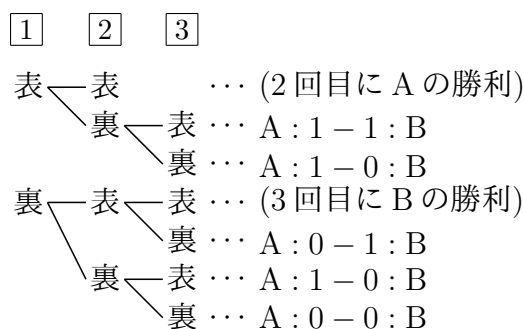 1 2 3
表 表 … (2回目にAの勝利)
裏 表 … A : 1 − 1 : B
裏 … A : 1 − 0 : B
裏 表 表 … (3回目にBの勝利)
裏 … A : 0 − 1 : B
裏 表 … A : 1 − 0 : B
裏 … A : 0 − 0 : B